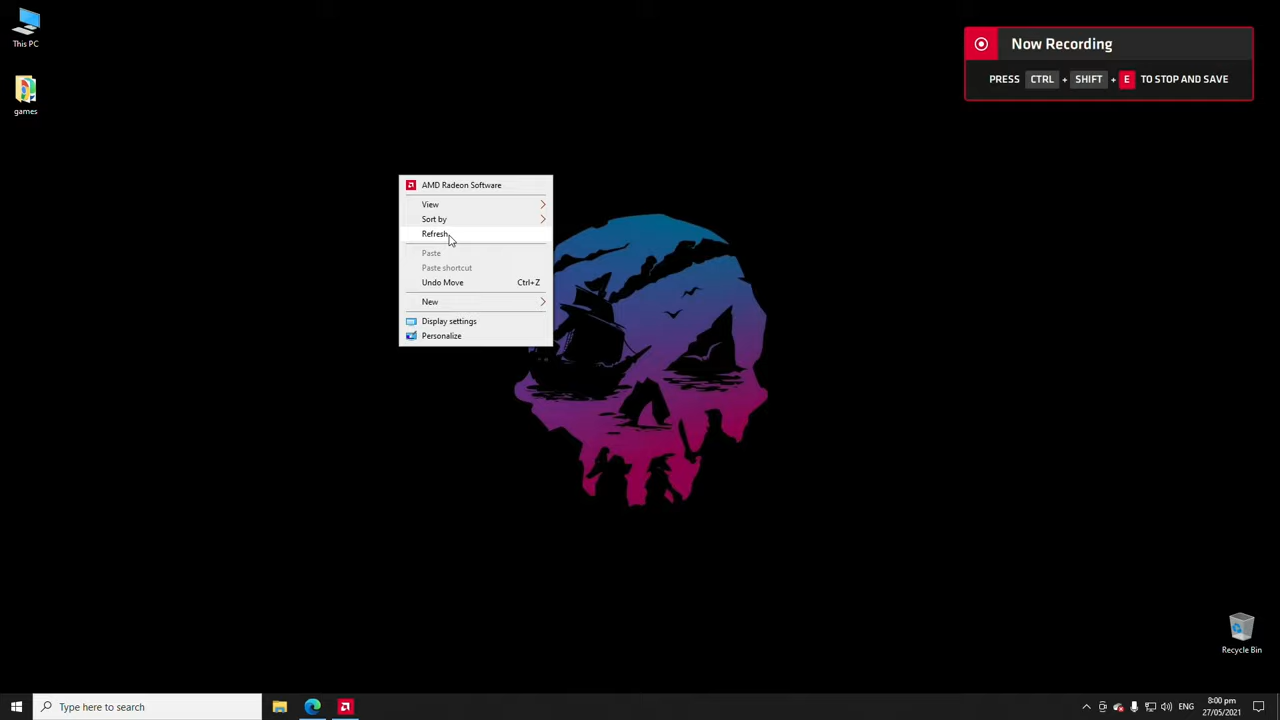 This PC
games
Now Recording
PRESS CTRL + SHIFT + E TO STOP AND SAVE
AMD Radeon Software
View
Sort by
Refresh
Paste
Paste shortcut
Undo Move Ctrl+Z
New
Display settings
Personalize
Recycle Bin
Type here to search
ENG
8:00 pm
27/05/2021